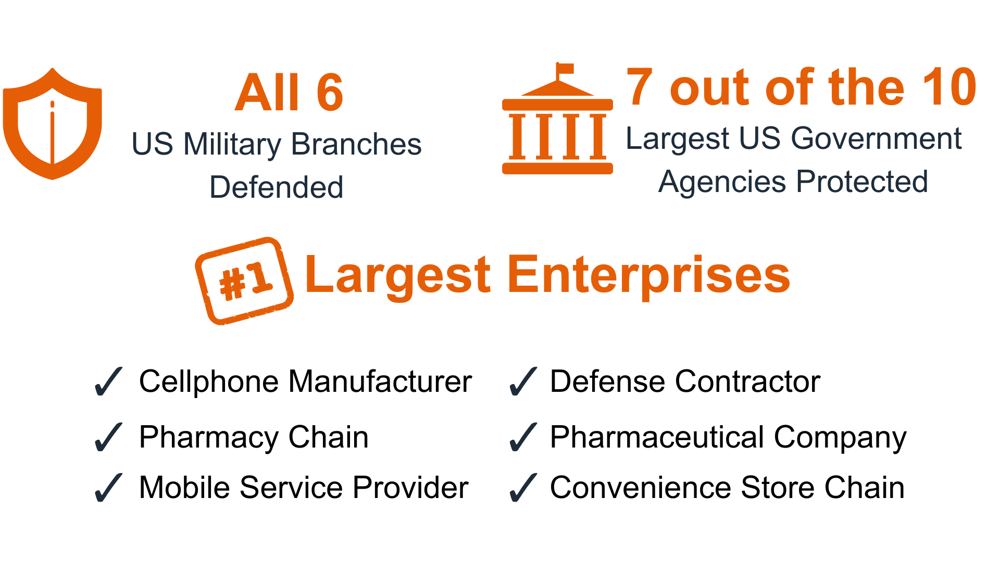 All 6
US Military Branches
Defended
7 out of the 10
Largest US Government
Agencies Protected
#1 Largest Enterprises
✓ Cellphone Manufacturer
✓ Pharmacy Chain
✓ Mobile Service Provider
✓ Defense Contractor
✓ Pharmaceutical Company
✓ Convenience Store Chain